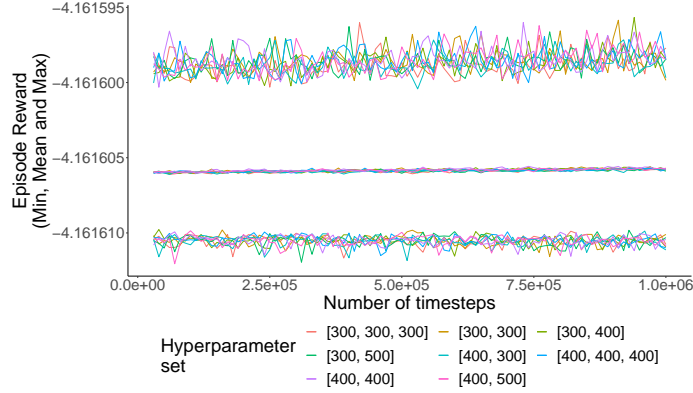 Episode Reward
(Min, Mean and Max)
−4.161595
−4.161600
−4.161605
−4.161610
0.0e+00 2.5e+05 5.0e+05 7.5e+05 1.0e+06
Number of timesteps
Hyperparameter
set
[300, 300, 300] [300, 300] [300, 400]
[300, 500] [400, 300] [400, 400, 400]
[400, 400] [400, 500]